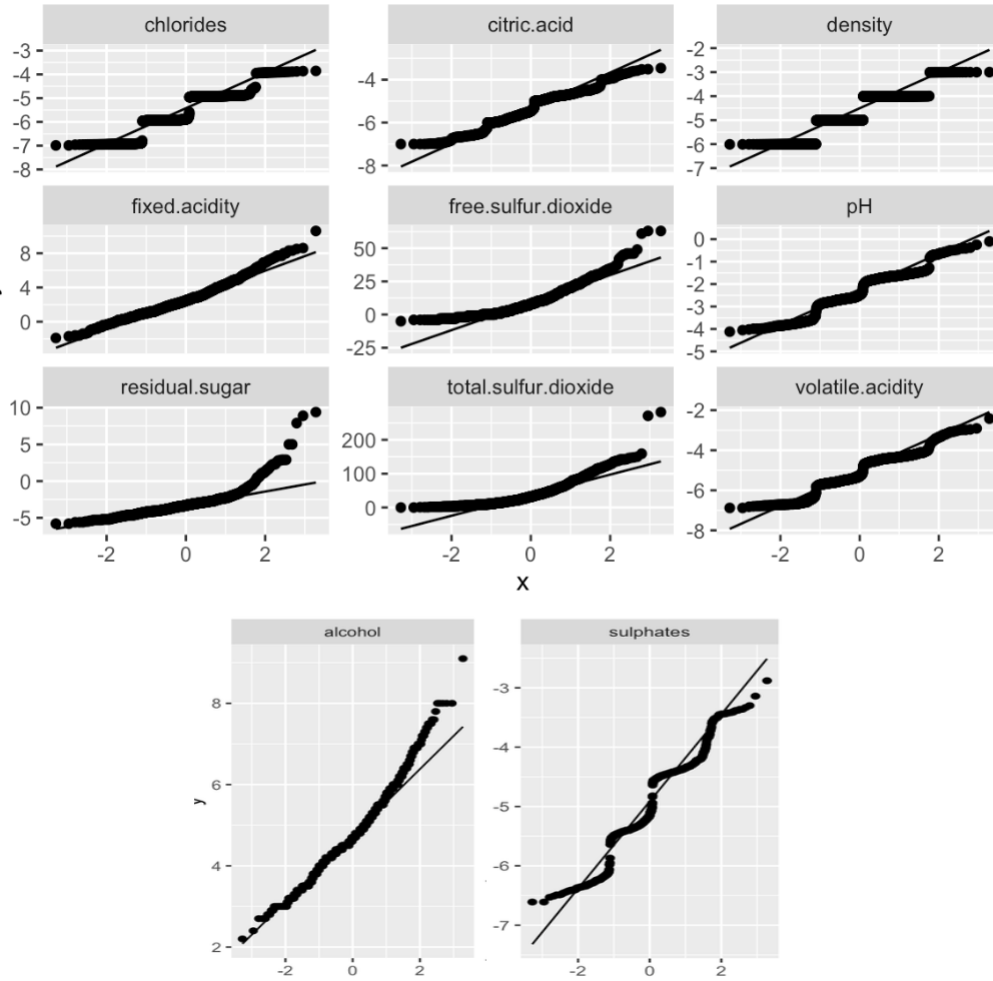 chlorides
citric.acid
density
-3
-4
-5
-6
-7
-8
-4
-6
-8
-2
-3
-4
-5
-6
-7
fixed.acidity
free.sulfur.dioxide
pH
8
4
0
50
25
0
-25
0
-1
-2
-3
-4
-5
residual.sugar
total.sulfur.dioxide
volatile.acidity
10
5
0
-5
200
100
0
-2
-4
-6
-8
-2 0 2
-2 0 2
-2 0 2
x
alcohol
sulphates
8
6
4
2
y
-3
-4
-5
-6
-7
-2 0 2
-2 0 2